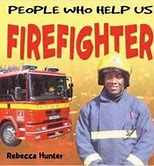 PEOPLE WHO HELP US
FIREFIGHTER
Rebecca Hunter